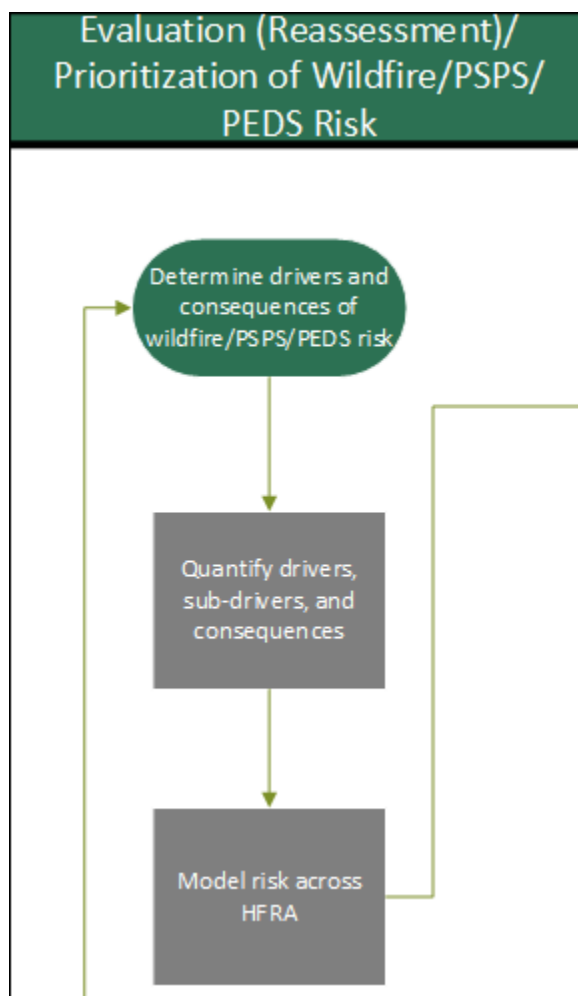 Evaluation (Reassessment)/
Prioritization of Wildfire/PSPS/
PEDS Risk
Determine drivers and
consequences of
wildfire/PSPS/PEDS risk
Quantify drivers,
sub-drivers, and
consequences
Model risk across
HFRA